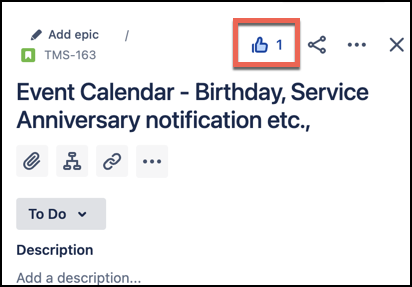 Add epic /
1
TMS-163
Event Calendar - Birthday, Service
Anniversary notification etc.,
To Do
Description
Add a description...